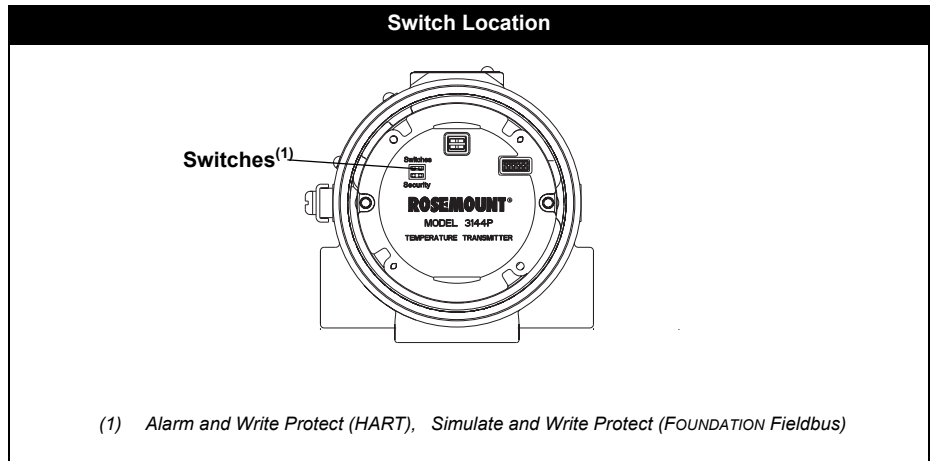 Switch Location
Switches(1)
Switches
Security
ROSEMOUNT®
MODEL 3144P
TEMPERATURE TRANSMITTER
(1) Alarm and Write Protect (HART), Simulate and Write Protect (FOUNDATION Fieldbus)